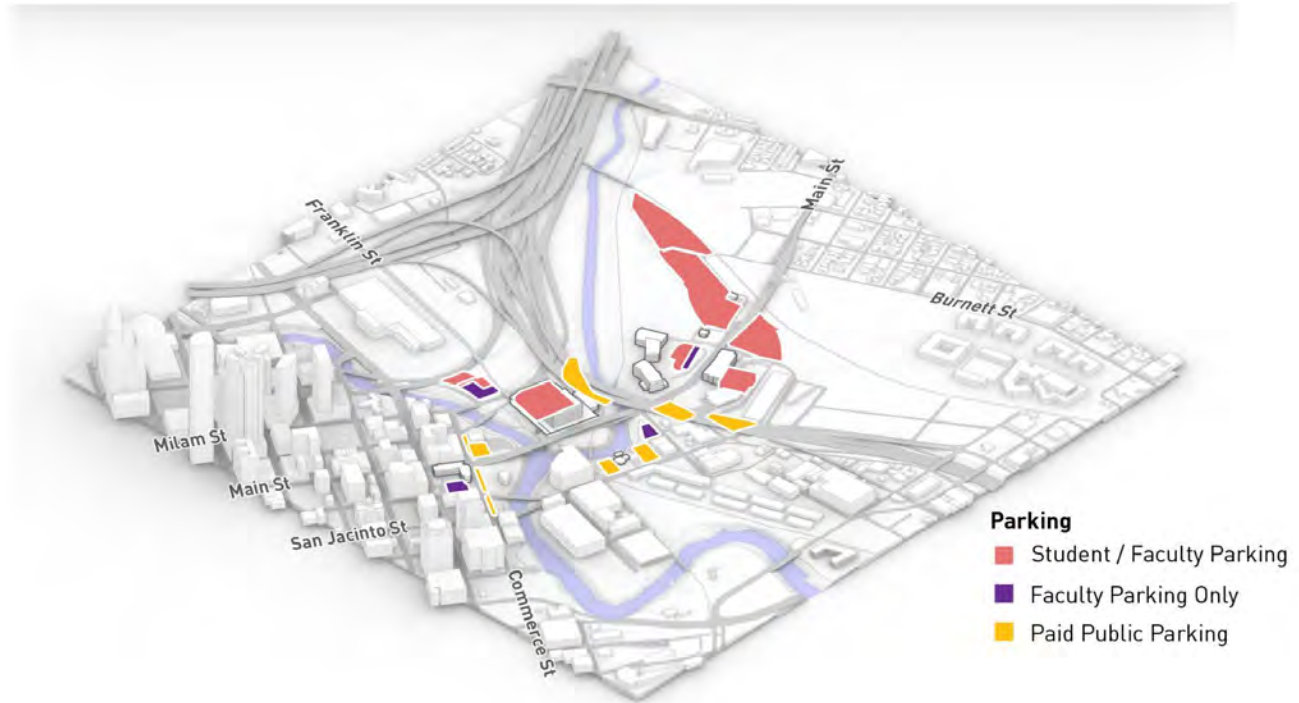 Main St
Franklin St
Burnett St
Milam St
Main St
San Jacinto St
Commerce St
Parking
Student / Faculty Parking
Faculty Parking Only
Paid Public Parking